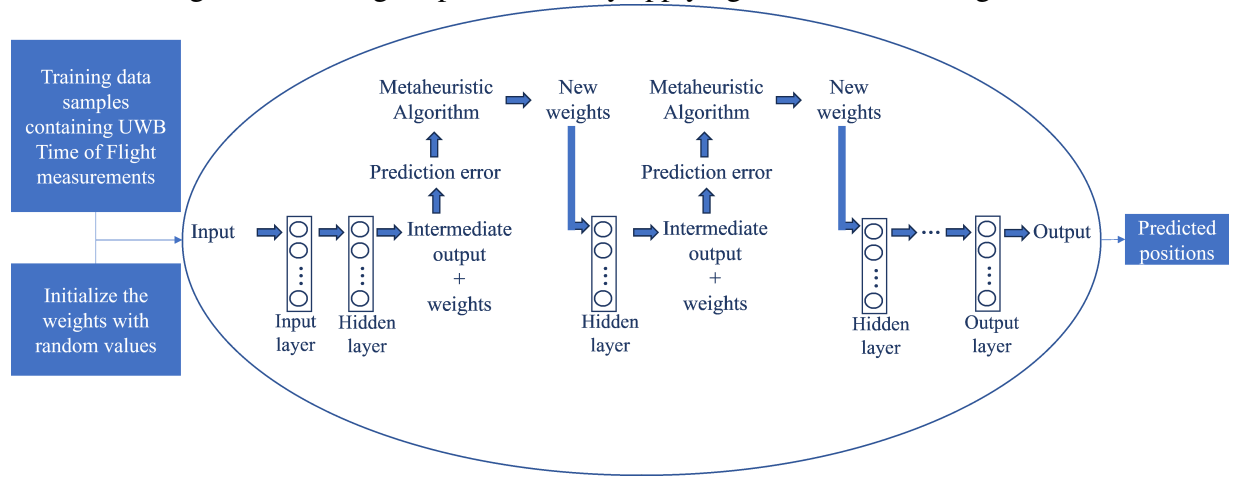 Training data
samples
containing UWB
Time of Flight
measurements
Initialize the
weights with
random values
Input
Input
layer
Hidden
layer
Metaheuristic
Algorithm
Prediction error
Intermediate
output
+
weights
New
weights
Hidden
layer
Metaheuristic
Algorithm
Prediction error
Intermediate
output
+
weights
New
weights
Hidden
layer
...
Output
layer
Output
Predicted
positions